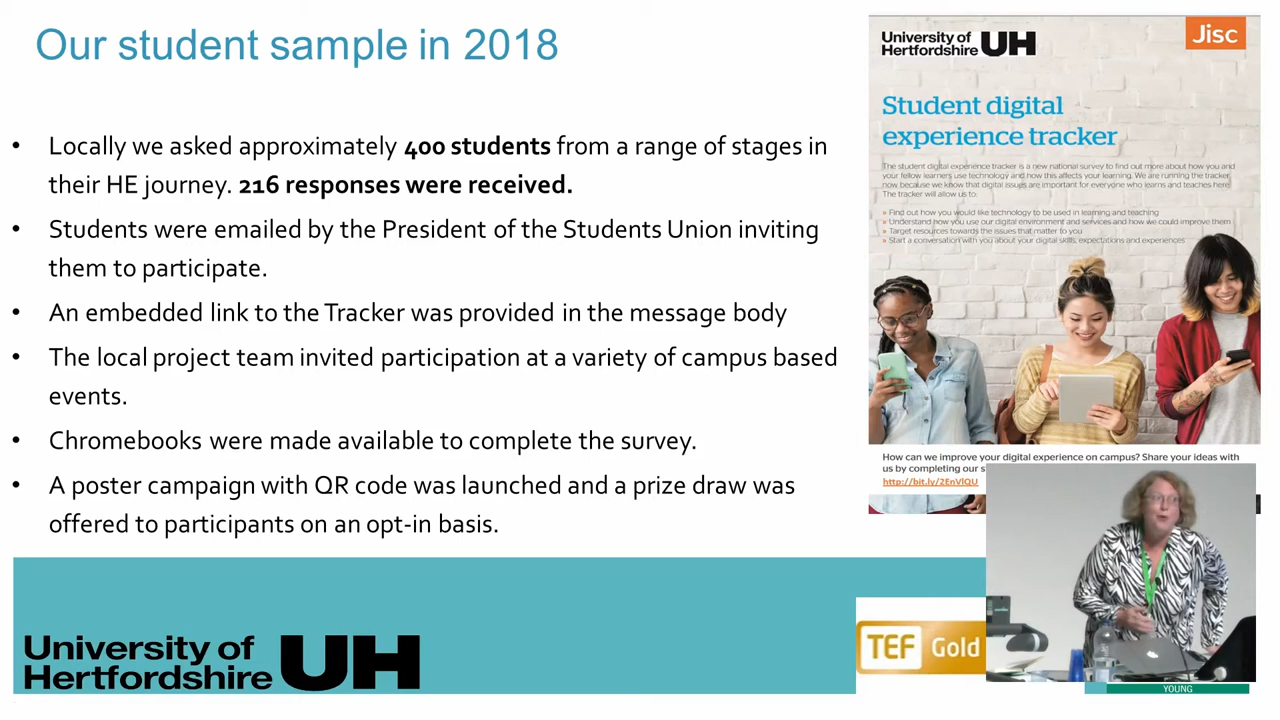 Our student sample in 2018
• Locally we asked approximately 400 students from a range of stages in
their HE journey. 216 responses were received.
• Students were emailed by the President of the Students Union inviting
them to participate.
• An embedded link to the Tracker was provided in the message body
• The local project team invited participation at a variety of campus based
events.
• Chromebooks were made available to complete the survey.
• A poster campaign with QR code was launched and a prize draw was
offered to participants on an opt-in basis.
University of
Hertfordshire UH
Jisc
Student digital
experience tracker
The student digital experience tracker is a new national survey to find out more about how you and
your fellow learners use technology and how this affects your learning. We are running the tracker
now because we know that digital issues are important for everyone who learns and teaches here.
The tracker will allow us to:
» Find out how you would like technology to be used in learning and teaching
» Understand how you use our digital environment and services and how we could improve them
» Target resources towards the issues that matter to you
» Start a conversation with you about your digital skills, expectations and experiences
How can we improve your digital experience on campus? Share your ideas with
us by completing our
http://bit.ly/2EnVlQU
University of
Hertfordshire UH
TEF Gold
YOUNG